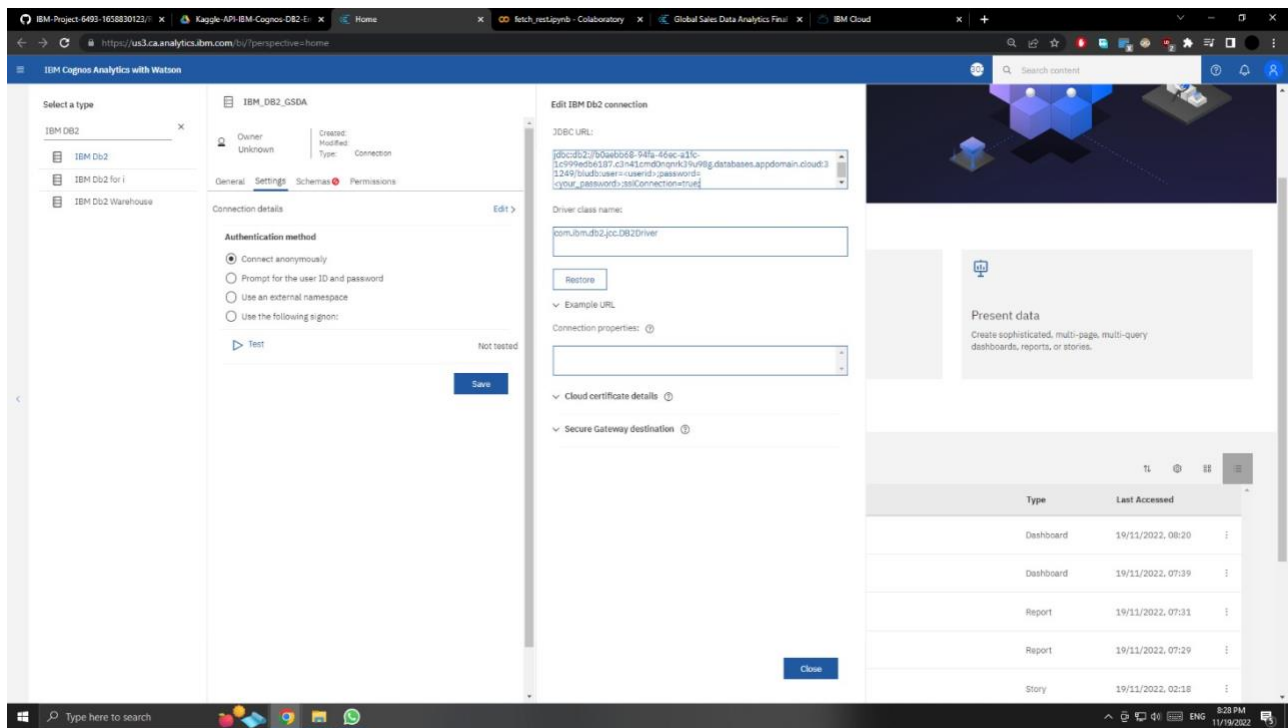 IBM-Project-6493-1658830123/
Kaggle-API-IBM-Cognos-DB2-En
Home
fetch_rest.ipynb - Colaboratory
Global Sales Data Analytics Final
IBM Cloud
https://us3.ca.analytics.ibm.com/bi/?perspective=home
IBM Cognos Analytics with Watson
Search content
Select a type
IBM DB2
IBM Db2
IBM Db2 for i
IBM Db2 Warehouse
IBM_DB2_GSDA
Owner
Unknown
Created:
Modified:
Type: Connection
General Settings Schemas Permissions
Connection details Edit
Authentication method
Connect anonymously
Prompt for the user ID and password
Use an external namespace
Use the following signon:
Test Not tested
Save
Edit IBM Db2 connection
JDBC URL:
jdbc:db2://b0aebb68-94fa-46ec-a1fc-
1c999edb6187.c3n41cmd0nqnrk39u98g.databases.appdomain.cloud:3
1249/bludb:user=<userid>;password=
<your_password>;sslConnection=true;
Driver class name:
com.ibm.db2.jcc.DB2Driver
Restore
Example URL
Connection properties:
Cloud certificate details
Secure Gateway destination
Close
Present data
Create sophisticated, multi-page, multi-query
dashboards, reports, or stories.
Type Last Accessed
Dashboard 19/11/2022, 08:20
Dashboard 19/11/2022, 07:39
Report 19/11/2022, 07:31
Report 19/11/2022, 07:29
Story 19/11/2022, 02:18
Type here to search
ENG
8:28 PM
11/19/2022